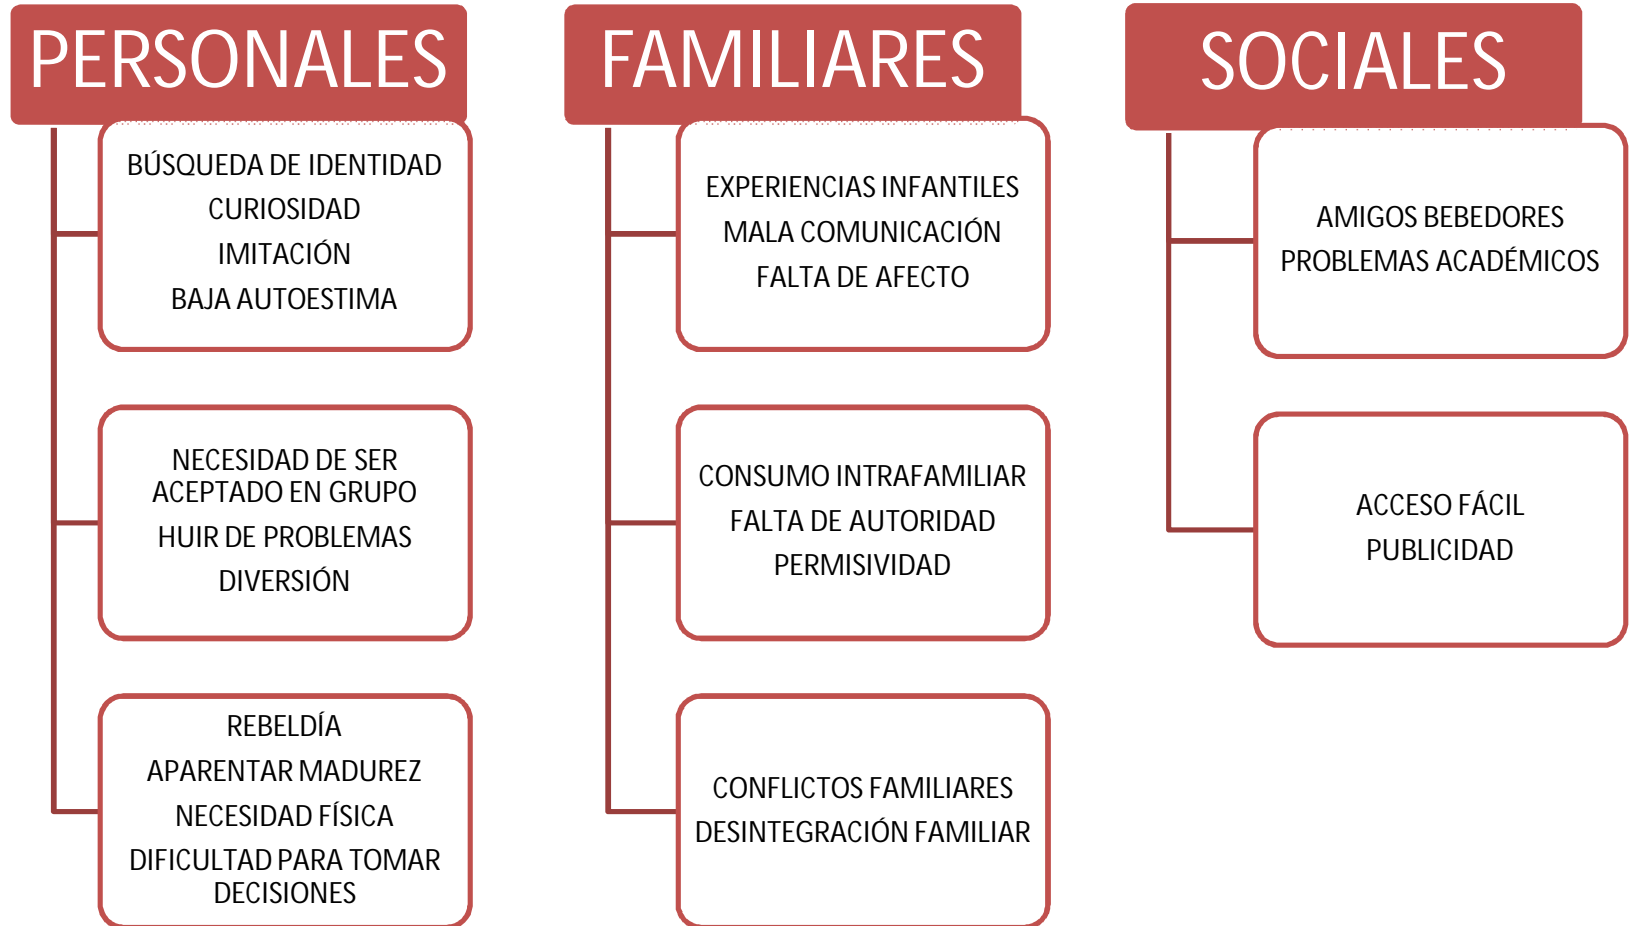 PERSONALES
BÚSQUEDA DE IDENTIDAD
CURIOSIDAD
IMITACIÓN
BAJA AUTOESTIMA
NECESIDAD DE SER
ACEPTADO EN GRUPO
HUIR DE PROBLEMAS
DIVERSIÓN
REBELDÍA
APARENTAR MADUREZ
NECESIDAD FÍSICA
DIFICULTAD PARA TOMAR
DECISIONES
FAMILIARES
EXPERIENCIAS INFANTILES
MALA COMUNICACIÓN
FALTA DE AFECTO
CONSUMO INTRAFAMILIAR
FALTA DE AUTORIDAD
PERMISIVIDAD
CONFLICTOS FAMILIARES
DESINTEGRACIÓN FAMILIAR
SOCIALES
AMIGOS BEBEDORES
PROBLEMAS ACADÉMICOS
ACCESO FÁCIL
PUBLICIDAD